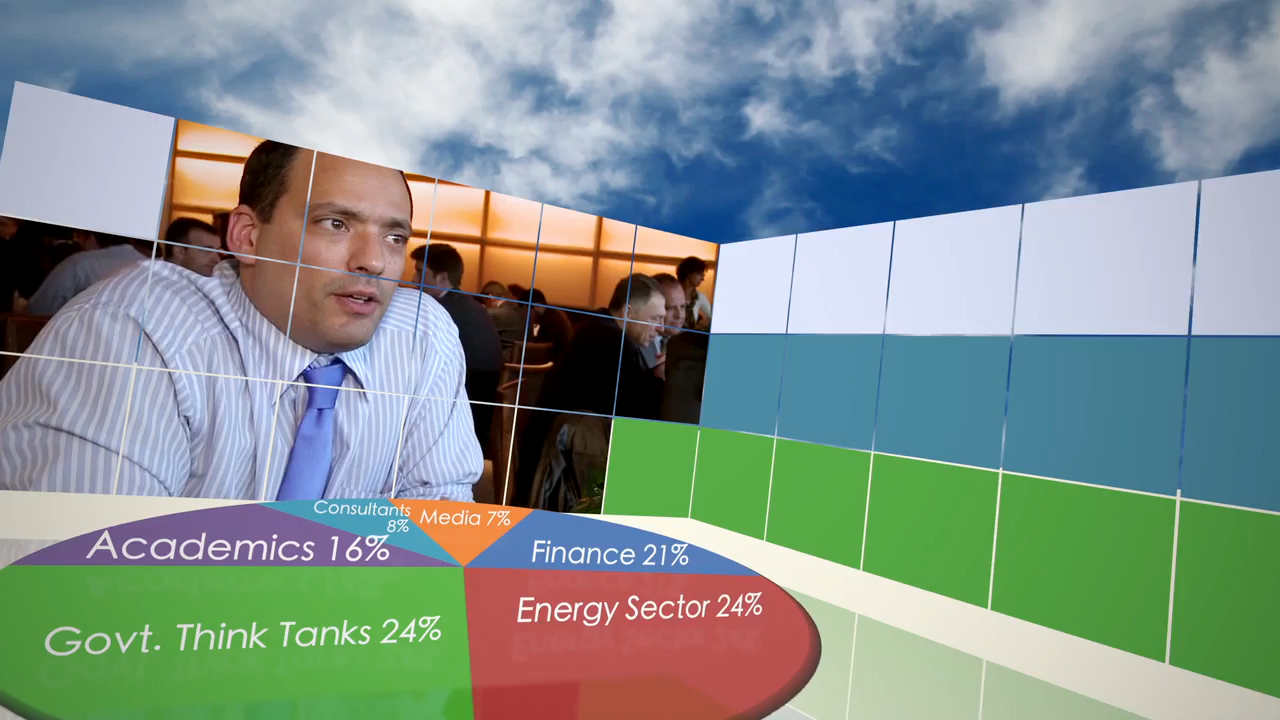 Consultants
8%
Media 7%
Academics 16%
Finance 21%
Energy Sector 24%
Govt. Think Tanks 24%